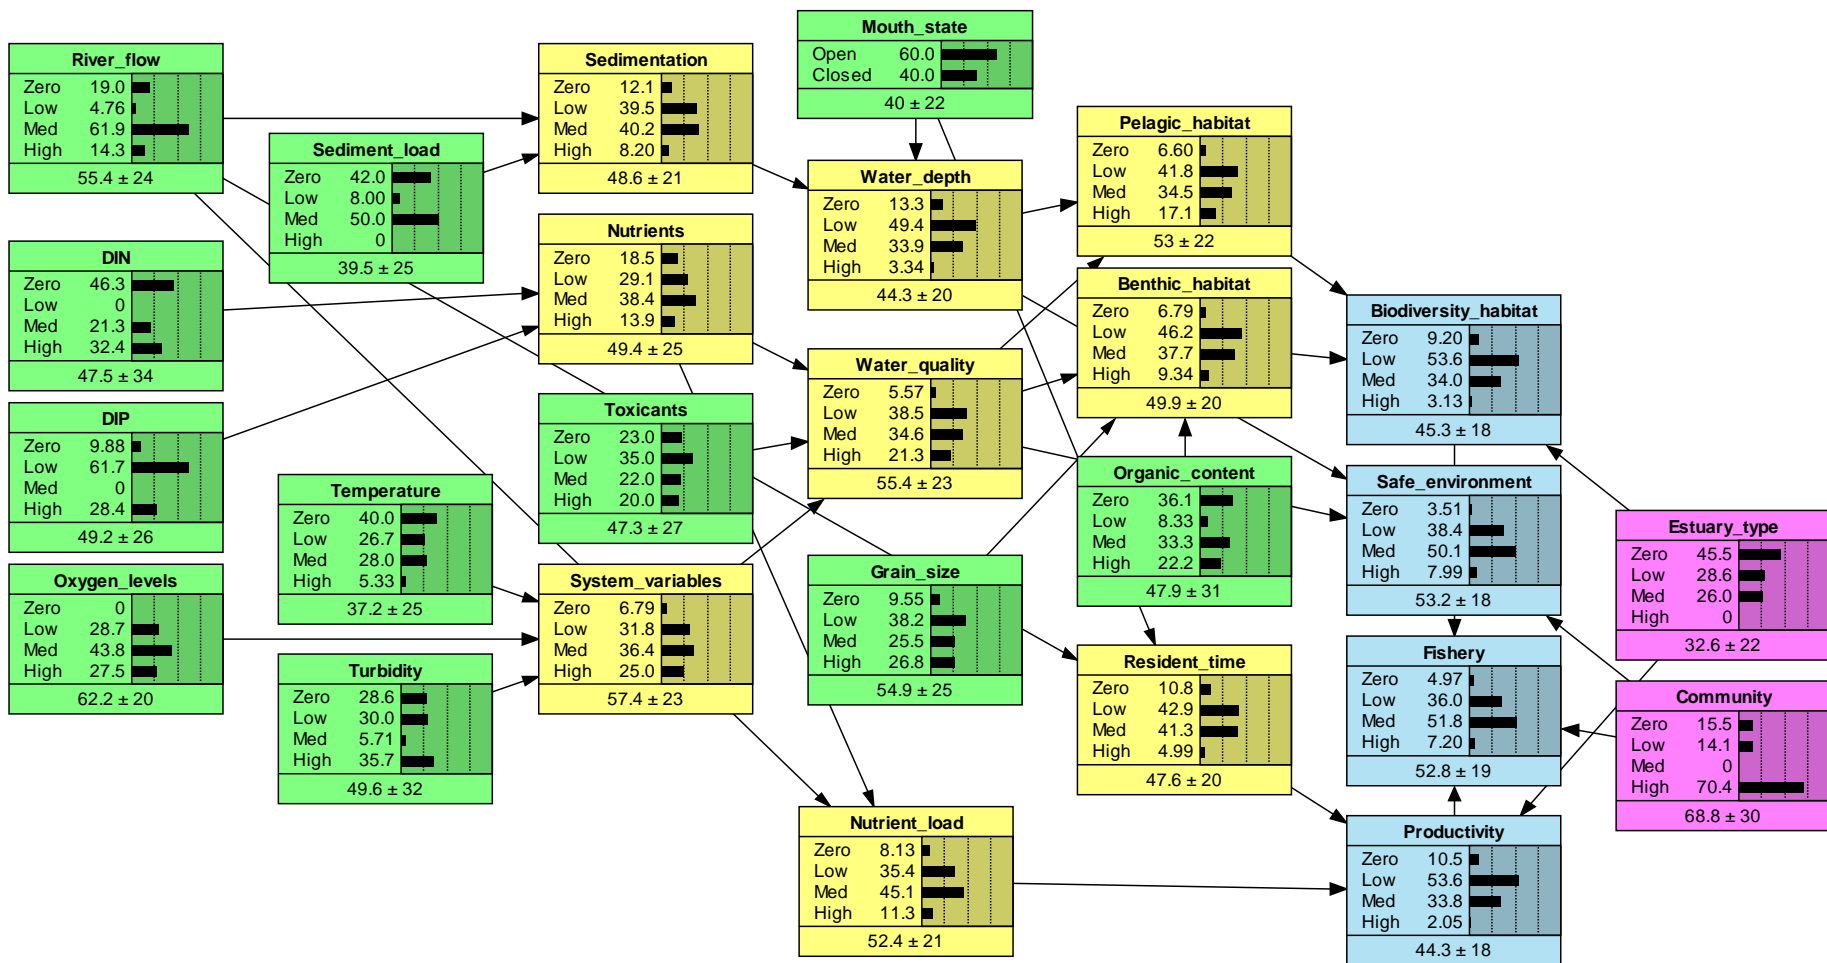 River_flow
Zero 19.0
Low 4.76
Med 61.9
High 14.3
55.4 ± 24
DIN
Zero 46.3
Low 0
Med 21.3
High 32.4
47.5 ± 34
DIP
Zero 9.88
Low 61.7
Med 0
High 28.4
49.2 ± 26
Oxygen_levels
Zero 0
Low 28.7
Med 43.8
High 27.5
62.2 ± 20
Sediment_load
Zero 42.0
Low 8.00
Med 50.0
High 0
39.5 ± 25
Temperature
Zero 40.0
Low 26.7
Med 28.0
High 5.33
37.2 ± 25
Turbidity
Zero 28.6
Low 30.0
Med 5.71
High 35.7
49.6 ± 32
Sedimentation
Zero 12.1
Low 39.5
Med 40.2
High 8.20
48.6 ± 21
Nutrients
Zero 18.5
Low 29.1
Med 38.4
High 13.9
49.4 ± 25
Toxicants
Zero 23.0
Low 35.0
Med 22.0
High 20.0
47.3 ± 27
System_variables
Zero 6.79
Low 31.8
Med 36.4
High 25.0
57.4 ± 23
Mouth_state
Open 60.0
Closed 40.0
40 ± 22
Water_depth
Zero 13.3
Low 49.4
Med 33.9
High 3.34
44.3 ± 20
Water_quality
Zero 5.57
Low 38.5
Med 34.6
High 21.3
55.4 ± 23
Grain_size
Zero 9.55
Low 38.2
Med 25.5
High 26.8
54.9 ± 25
Nutrient_load
Zero 8.13
Low 35.4
Med 45.1
High 11.3
52.4 ± 21
Pelagic_habitat
Zero 6.60
Low 41.8
Med 34.5
High 17.1
53 ± 22
Benthic_habitat
Zero 6.79
Low 46.2
Med 37.7
High 9.34
49.9 ± 20
Organic_content
Zero 36.1
Low 8.33
Med 33.3
High 22.2
47.9 ± 31
Resident_time
Zero 10.8
Low 42.9
Med 41.3
High 4.99
47.6 ± 20
Biodiversity_habitat
Zero 9.20
Low 53.6
Med 34.0
High 3.13
45.3 ± 18
Safe_environment
Zero 3.51
Low 38.4
Med 50.1
High 7.99
53.2 ± 18
Fishery
Zero 4.97
Low 36.0
Med 51.8
High 7.20
52.8 ± 19
Productivity
Zero 10.5
Low 53.6
Med 33.8
High 2.05
44.3 ± 18
Estuary_type
Zero 45.5
Low 28.6
Med 26.0
High 0
32.6 ± 22
Community
Zero 15.5
Low 14.1
Med 0
High 70.4
68.8 ± 30